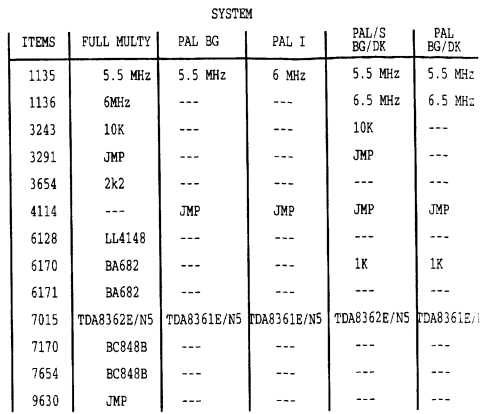 SYSTEM
ITEMS FULL MULTY PAL BG PAL I PAL/S BG/DK PAL BG/DK
1135 5.5 MHz 5.5 MHz 6 MHz 5.5 MHz 5.5 MHz
1136 6MHz --- --- 6.5 MHz 6.5 MHz
3243 10K --- --- 10K ---
3291 JMP --- --- JMP ---
3654 2k2 --- --- --- ---
4114 --- JMP JMP JMP JMP
6128 LL4148 --- --- --- ---
6170 BA682 --- --- 1K 1K
6171 BA682 --- --- --- ---
7015 TDA8362E/N5 TDA8361E/N5 TDA8361E/N5 TDA8362E/N5 TDA8361E/
7170 BC848B --- --- --- ---
7654 BC848B --- --- --- ---
9630 JMP --- --- --- ---